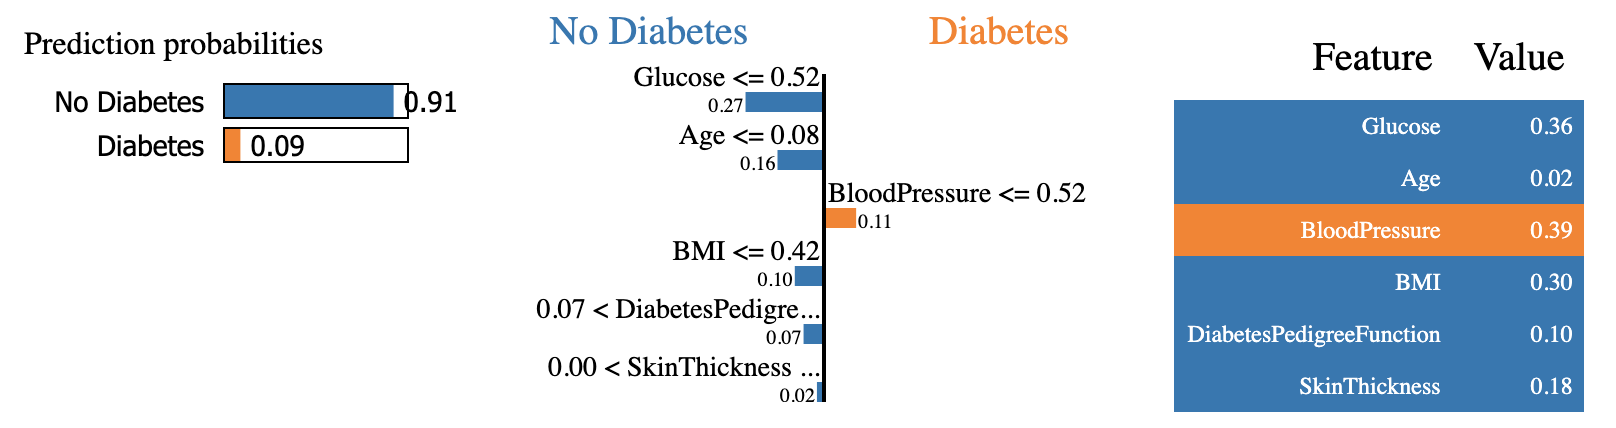 Prediction probabilities
No Diabetes 0.91
Diabetes 0.09
No Diabetes Diabetes
Glucose <= 0.52
0.27
Age <= 0.08
0.16
BloodPressure <= 0.52
0.11
BMI <= 0.42
0.10
0.07 < DiabetesPedigre...
0.07
0.00 < SkinThickness ...
0.02
Feature Value
Glucose 0.36
Age 0.02
BloodPressure 0.39
BMI 0.30
DiabetesPedigreeFunction 0.10
SkinThickness 0.18